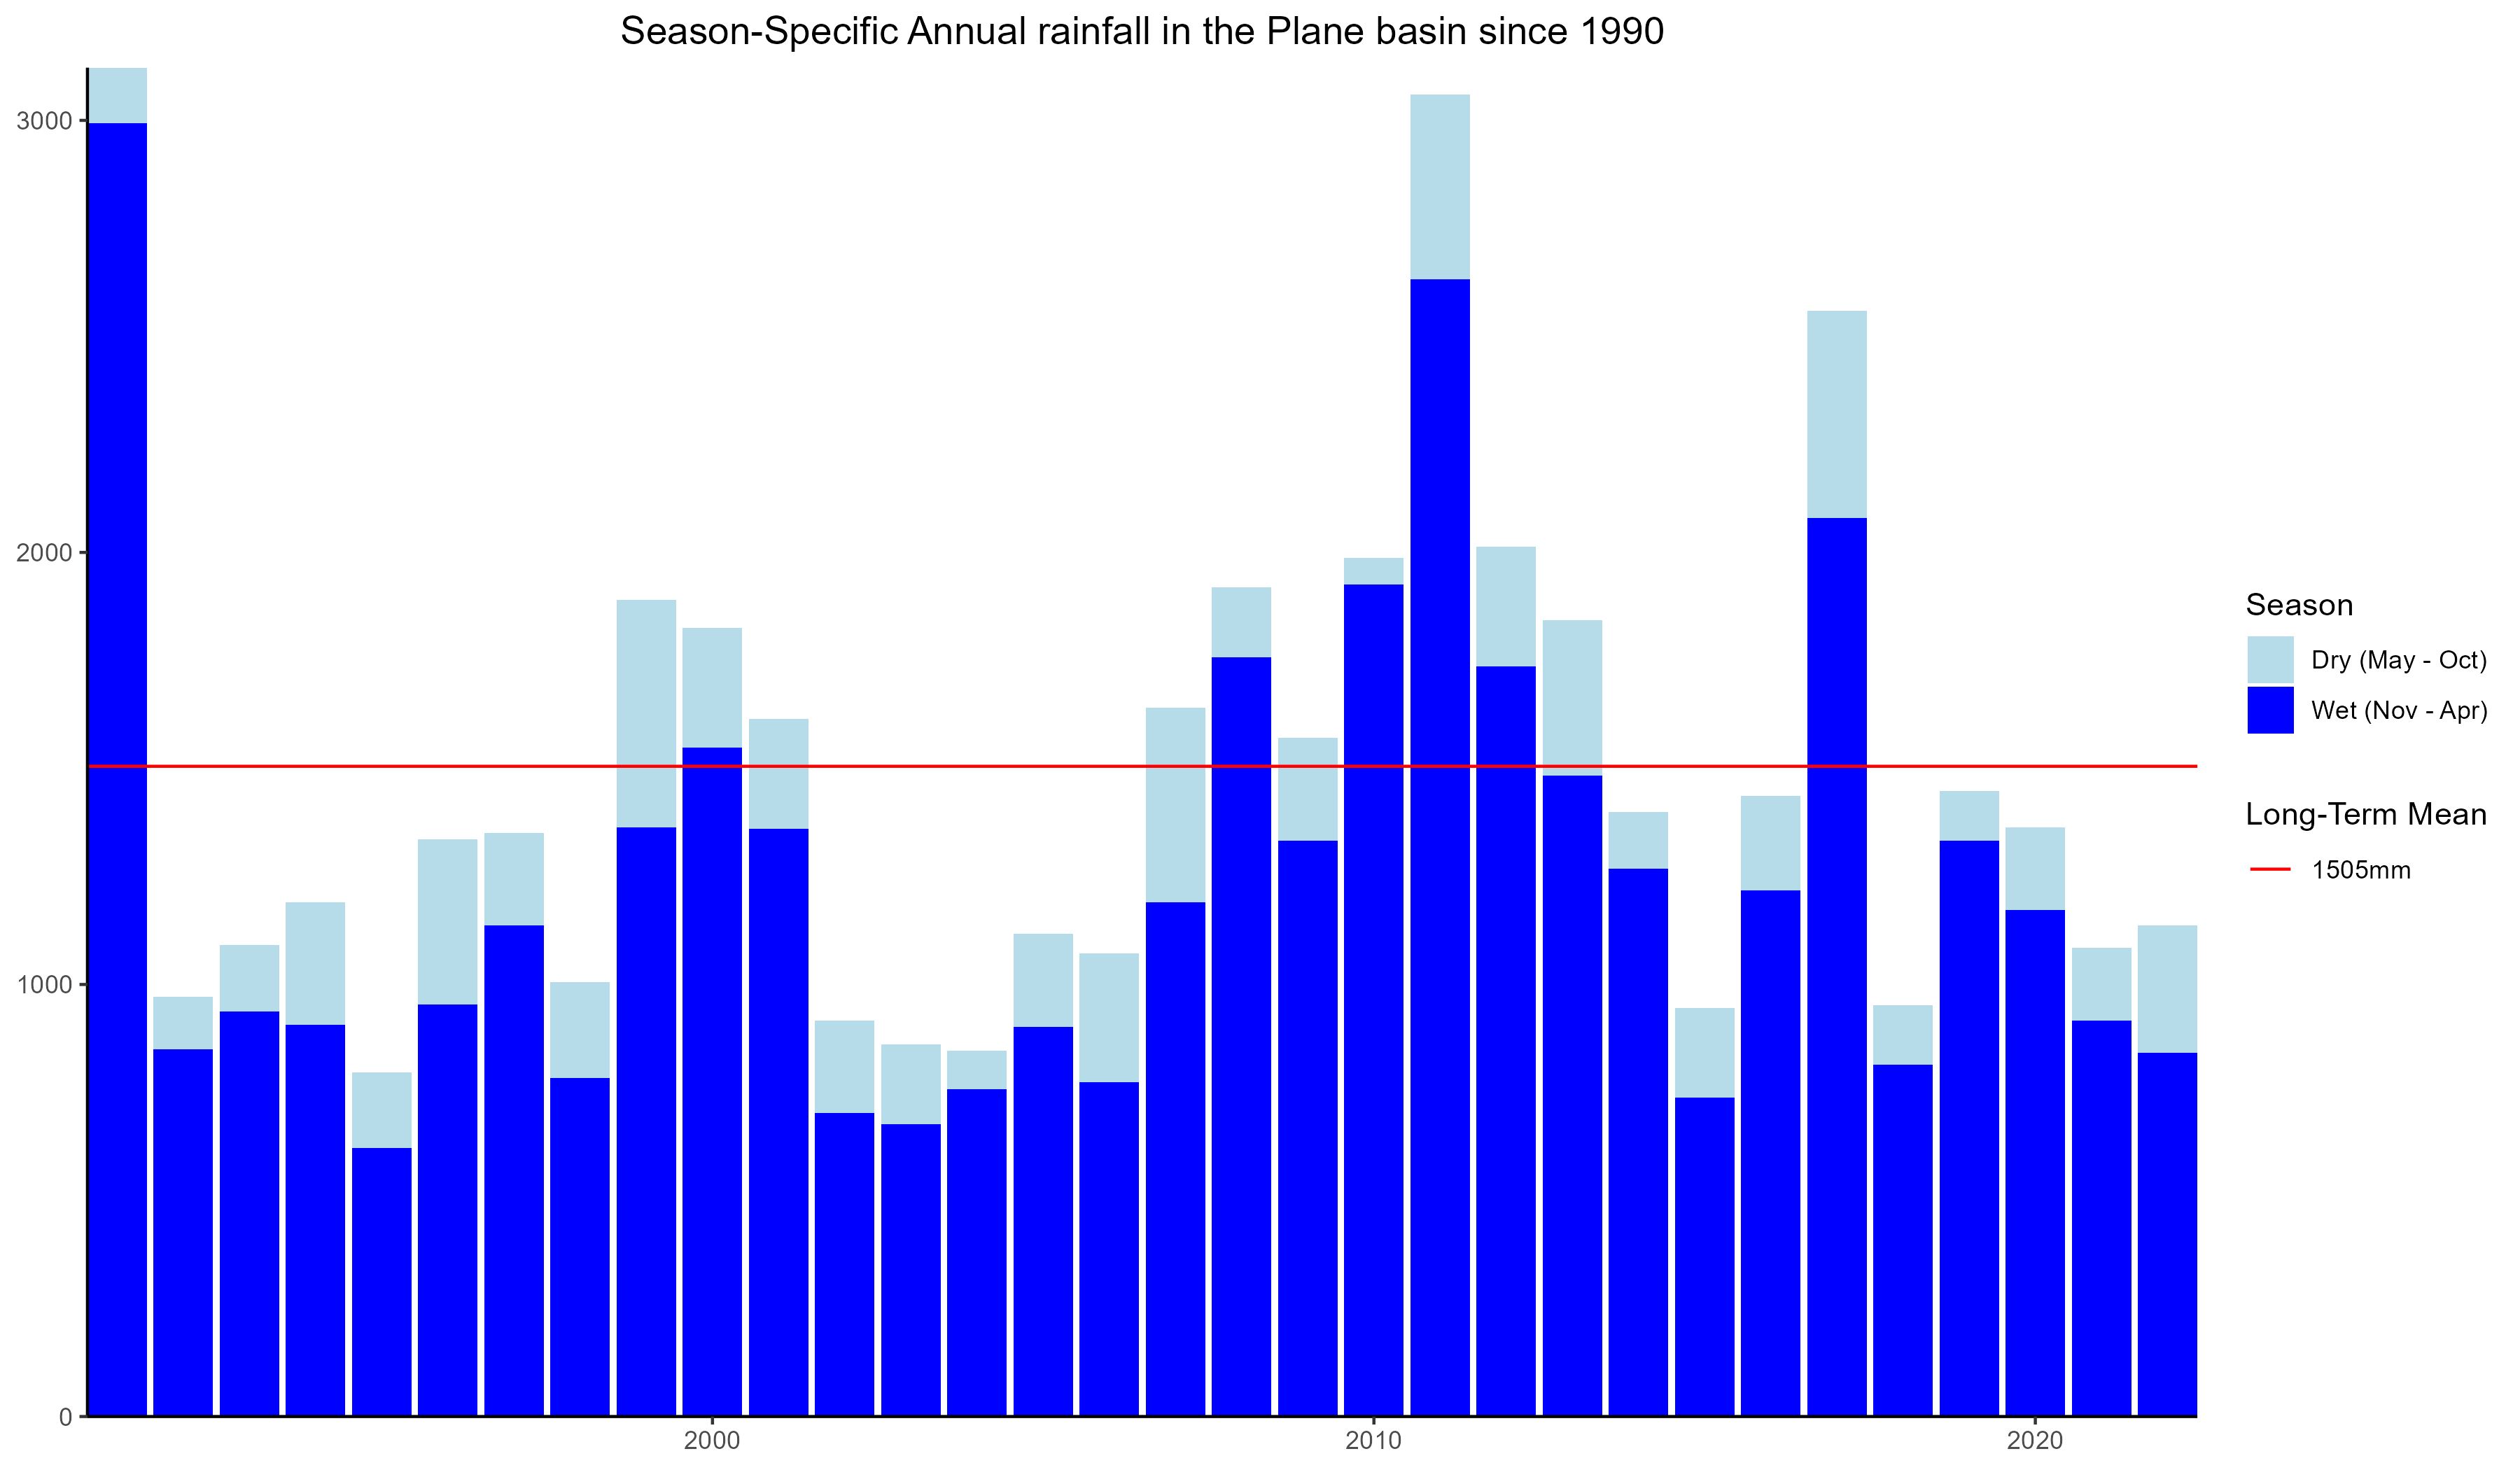 Season-Specific Annual rainfall in the Plane basin since 1990
3000
2000
1000
0
2000
2010
2020
Season
Dry (May - Oct)
Wet (Nov - Apr)
Long-Term Mean
1505mm